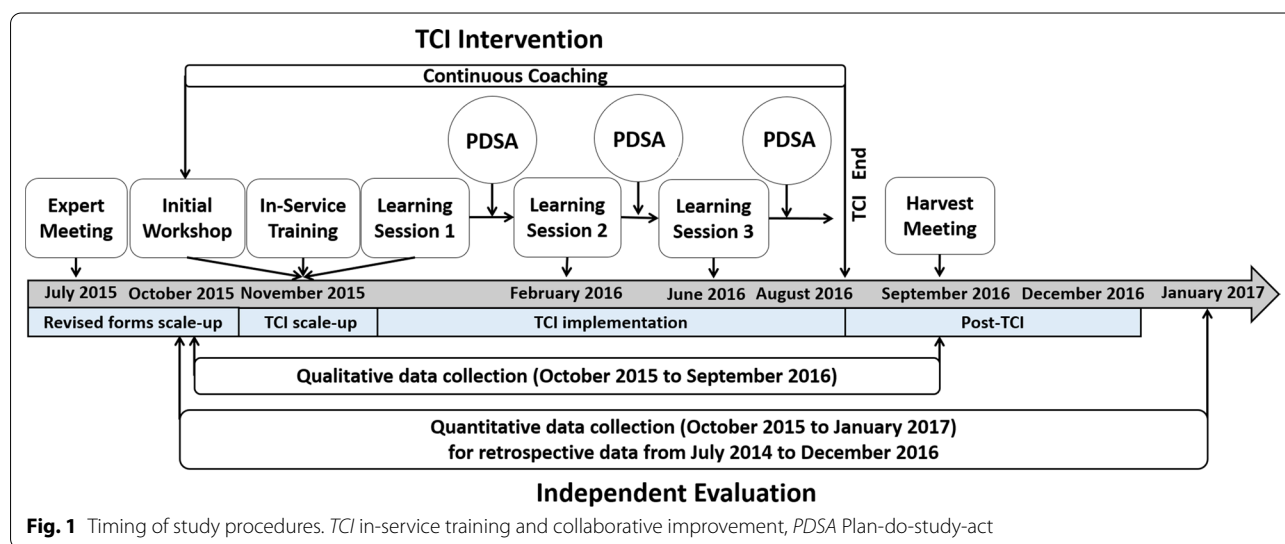 TCI Intervention
Continuous Coaching
PDSA
PDSA
PDSA
TCI End
Expert
Meeting
Initial
Workshop
In-Service
Training
Learning
Session 1
Learning
Session 2
Learning
Session 3
Harvest
Meeting
July 2015 October 2015 November 2015 February 2016 June 2016 August 2016 September 2016 December 2016 January 2017
Revised forms scale-up TCI scale-up TCI implementation Post-TCI
Qualitative data collection (October 2015 to September 2016)
Quantitative data collection (October 2015 to January 2017)
for retrospective data from July 2014 to December 2016
Independent Evaluation
Fig. 1 Timing of study procedures. TCI in-service training and collaborative improvement, PDSA Plan-do-study-act